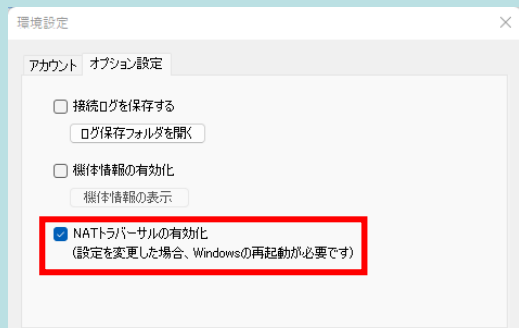 環境設定
アカウント オプション設定
接続ログを保存する
ログ保存フォルダを開く
機体情報の有効化
機体情報の表示
NATトラバーサルの有効化
(設定を変更した場合、Windowsの再起動が必要です)